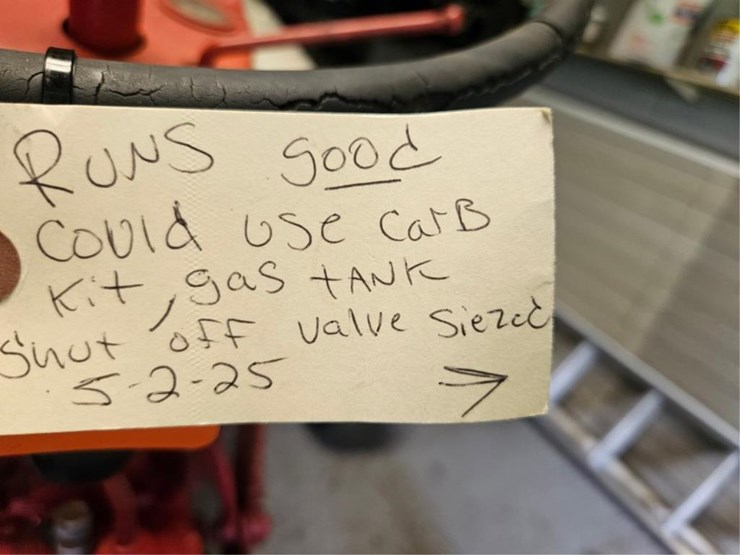 RUNS good
could use carB
Kit, gas tANK
Shut off valve Siezed
5-2-25